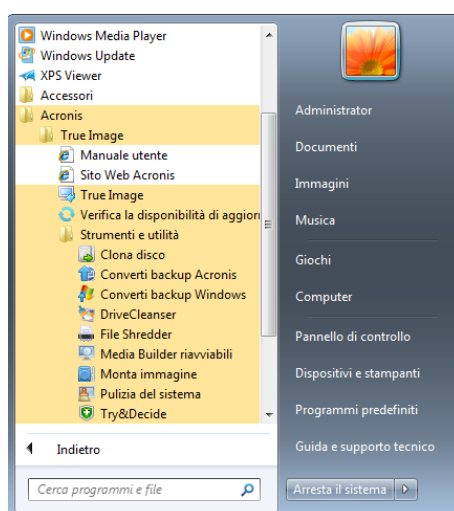 Windows Media Player
Windows Update
XPS Viewer
Accessori
Acronis
True Image
Manuale utente
Sito Web Acronis
True Image
Verifica la disponibilità di aggiorn
Strumenti e utilità
Clona disco
Converti backup Acronis
Converti backup Windows
DriveCleanser
File Shredder
Media Builder riavviabili
Monta immagine
Pulizia del sistema
Try&Decide
Indietro
Cerca programmi e file
Administrator
Documenti
Immagini
Musica
Giochi
Computer
Pannello di controllo
Dispositivi e stampanti
Programmi predefiniti
Guida e supporto tecnico
Arresta il sistema